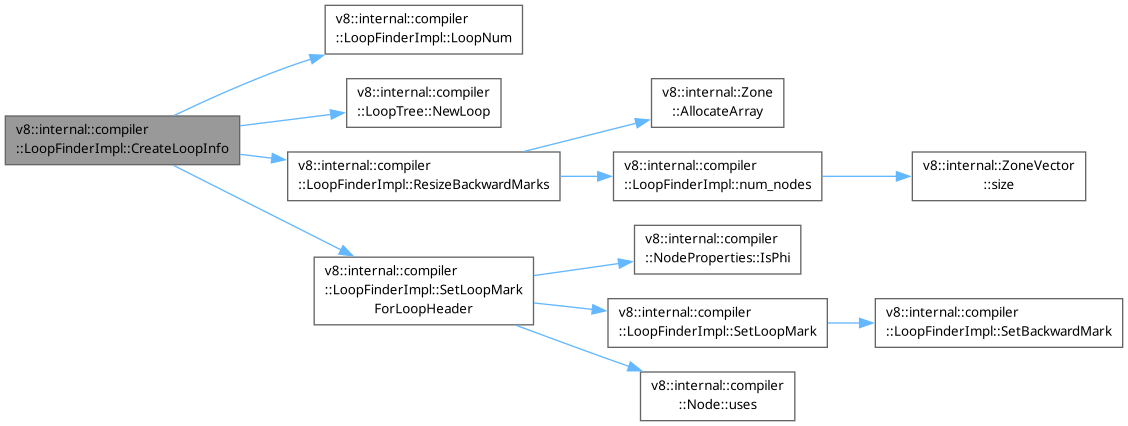 v8::internal::compiler
::LoopFinderImpl::LoopNum
v8::internal::compiler
::LoopTree::NewLoop
v8::internal::Zone
::AllocateArray
v8::internal::compiler
::LoopFinderImpl::CreateLoopInfo
v8::internal::compiler
::LoopFinderImpl::ResizeBackwardMarks
v8::internal::compiler
::LoopFinderImpl::num_nodes
v8::internal::ZoneVector
::size
v8::internal::compiler
::NodeProperties::IsPhi
v8::internal::compiler
::LoopFinderImpl::SetLoopMark
ForLoopHeader
v8::internal::compiler
::LoopFinderImpl::SetLoopMark
v8::internal::compiler
::LoopFinderImpl::SetBackwardMark
v8::internal::compiler
::Node::uses